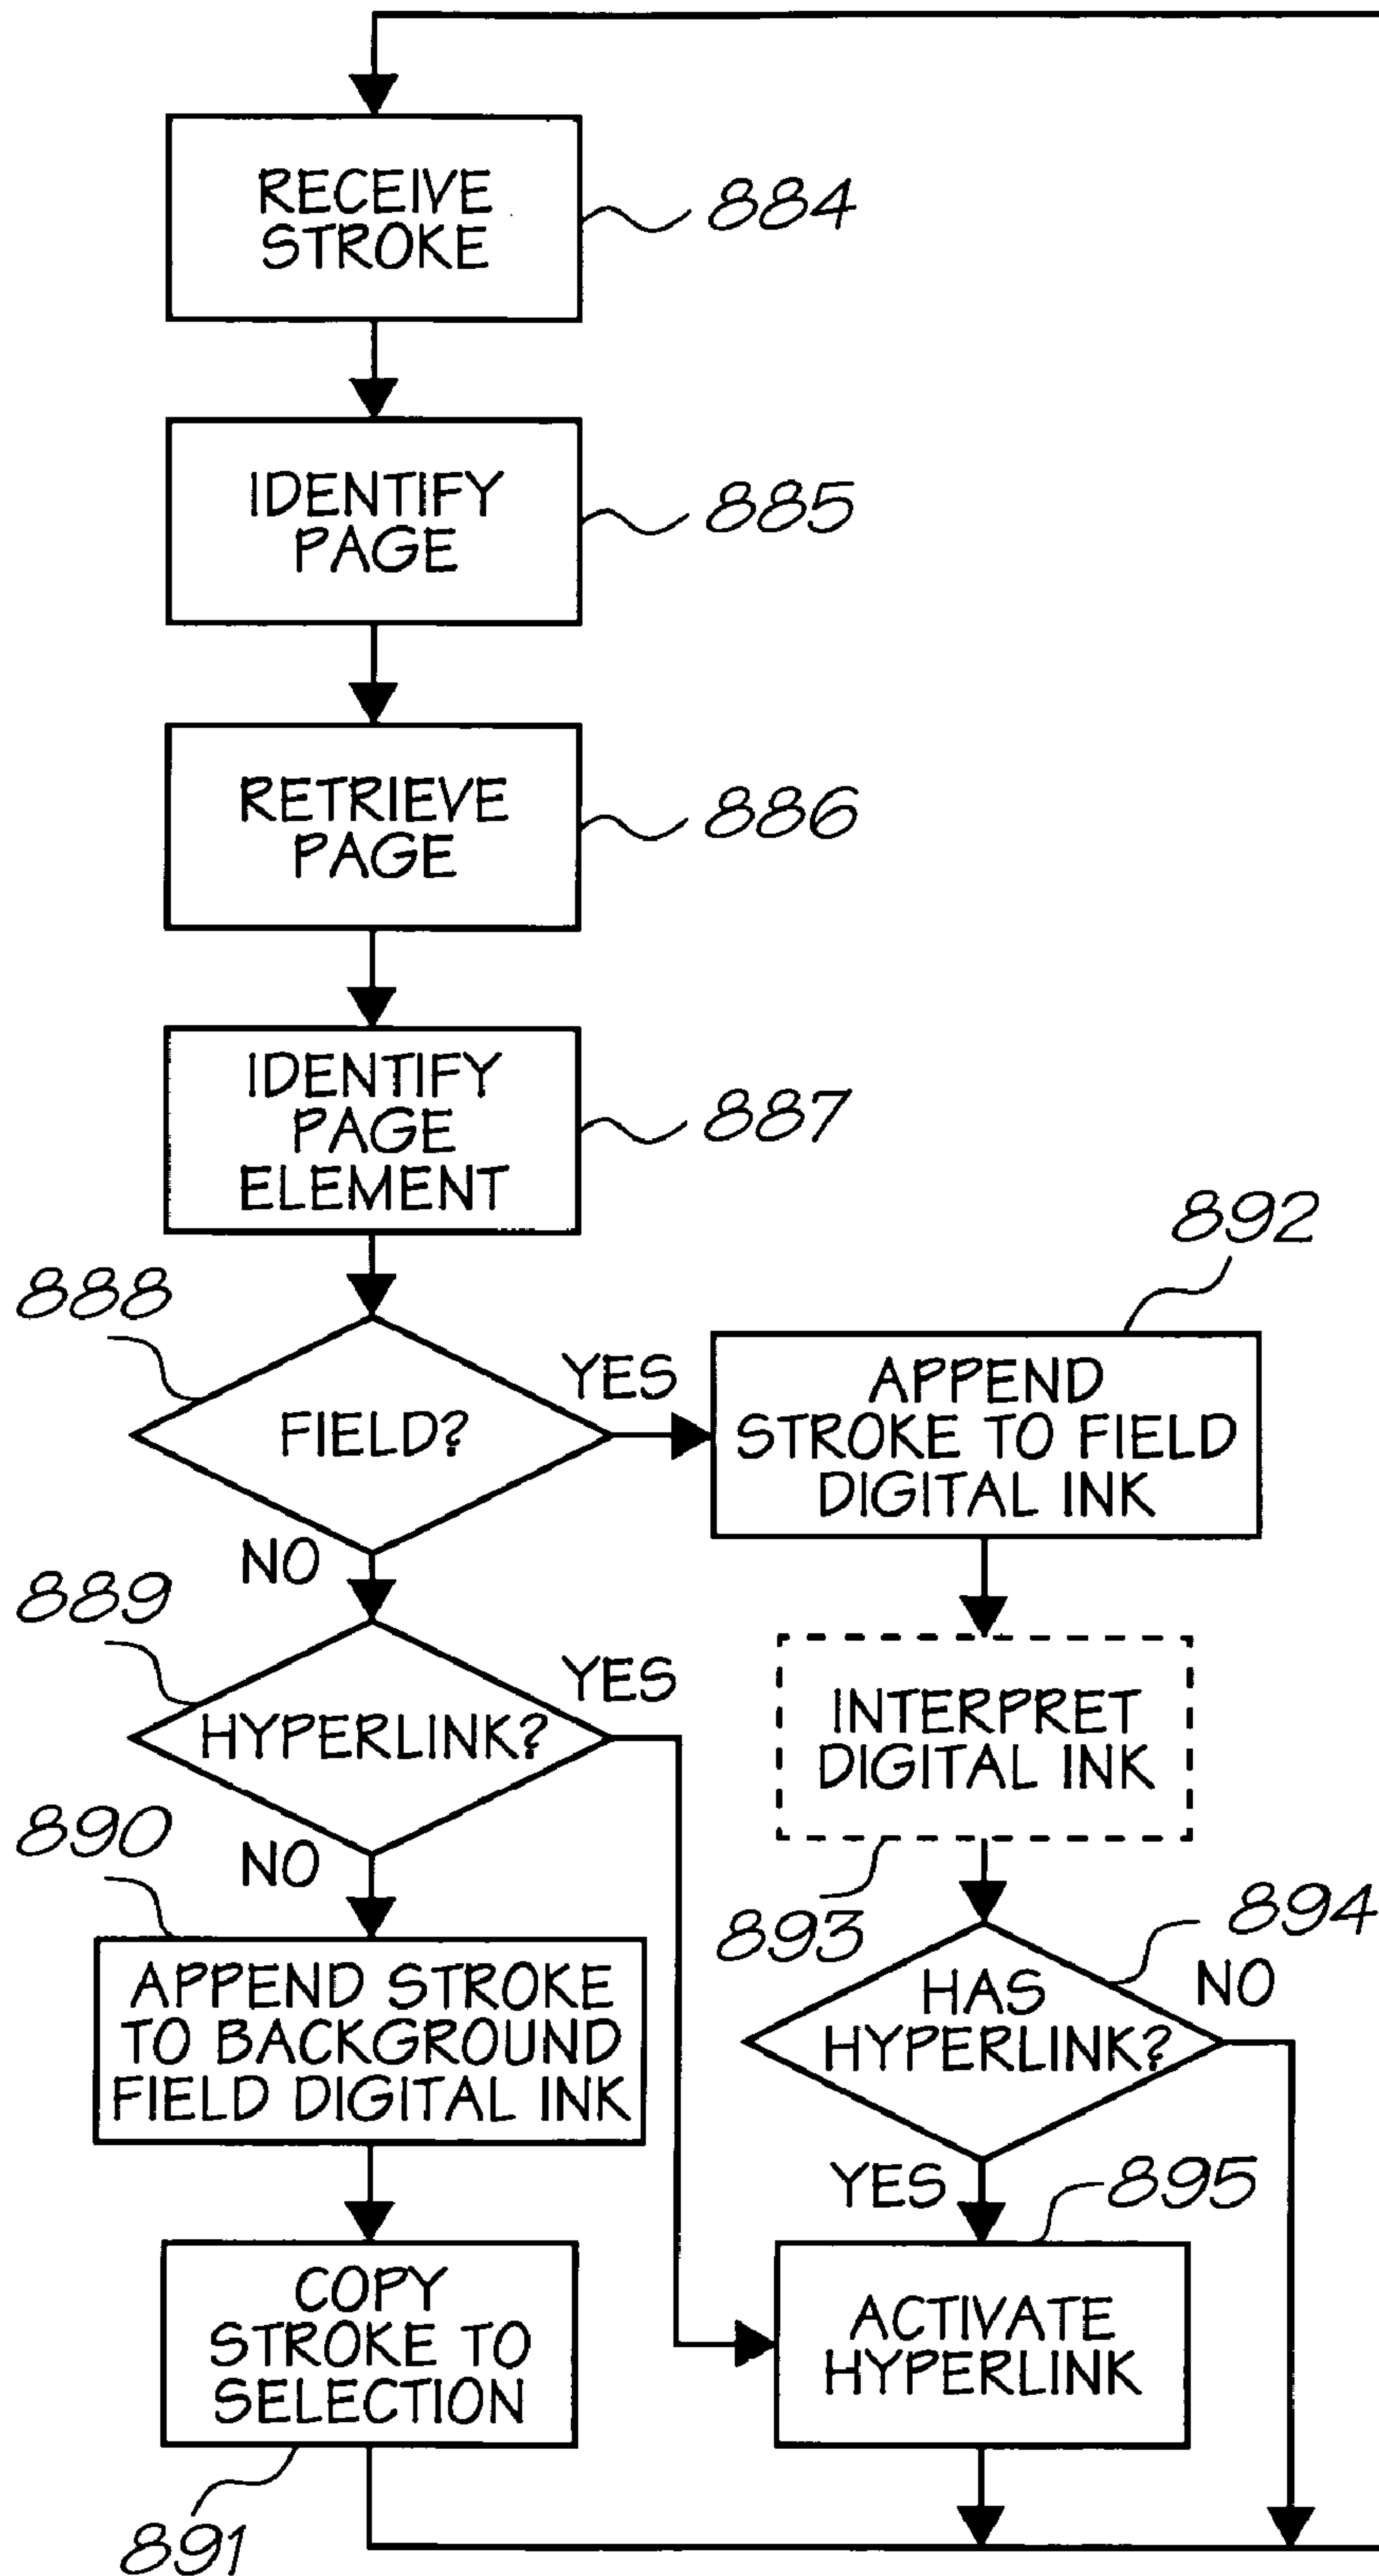 RECEIVE
STROKE
884
IDENTIFY
PAGE
885
RETRIEVE
PAGE
886
IDENTIFY
PAGE
ELEMENT
887
888
FIELD?
YES
NO
892
APPEND
STROKE TO FIELD
DIGITAL INK
889
HYPERLINK?
YES
NO
INTERPRET
DIGITAL INK
893
890
APPEND STROKE
TO BACKGROUND
FIELD DIGITAL INK
894
HAS
HYPERLINK?
NO
YES
895
COPY
STROKE TO
SELECTION
891
ACTIVATE
HYPERLINK